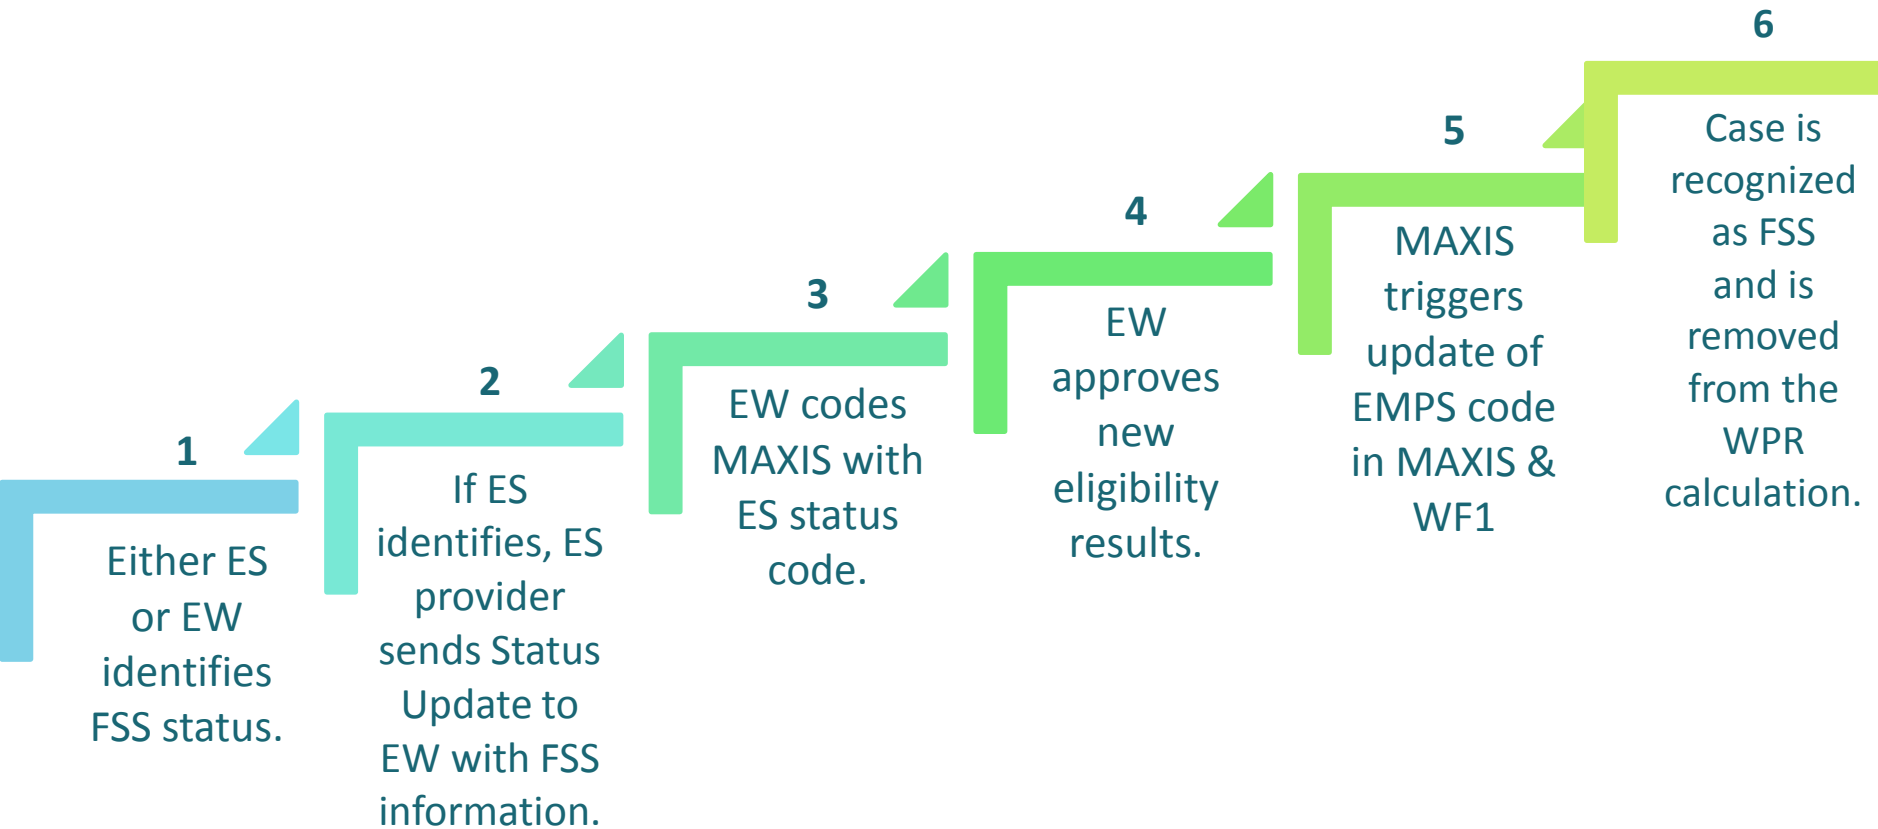 1
Either ES
or EW
identifies
FSS status.
2
If ES
identifies, ES
provider
sends Status
Update to
EW with FSS
information.
3
EW codes
MAXIS with
ES status
code.
4
EW
approves
new
eligibility
results.
5
MAXIS
triggers
update of
EMPS code
in MAXIS &
WF1
6
Case is
recognized
as FSS
and is
removed
from the
WPR
calculation.